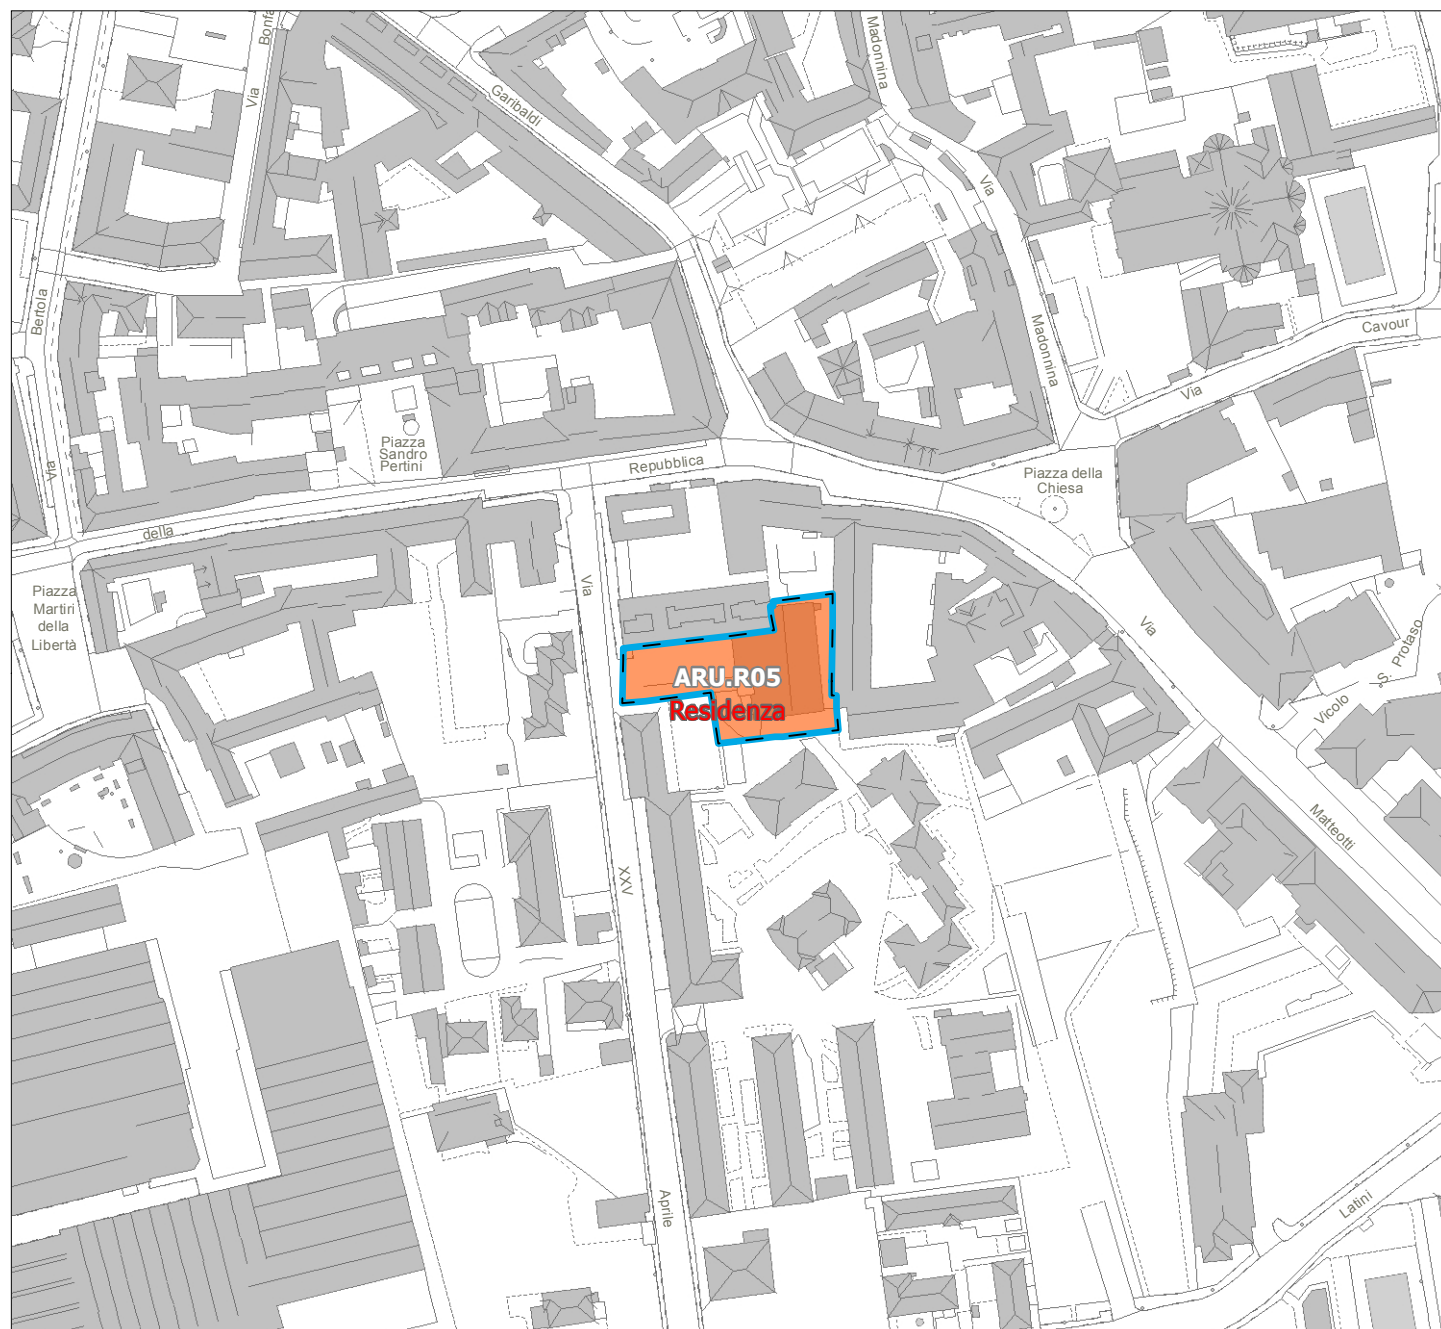 Bonfa
Via
Garibaldi
Madonnina
Via
Madonnina
Bertola
Via
Cavour
Via
Piazza
Sandro
Pertini
Repubblica
della
Piazza della
Chiesa
Piazza
Martiri
della
Libertà
Via
Via
Vicolo
S.
Protaso
ARU.R05
Residenza
Matteotti
XXV
Aprile
Latini